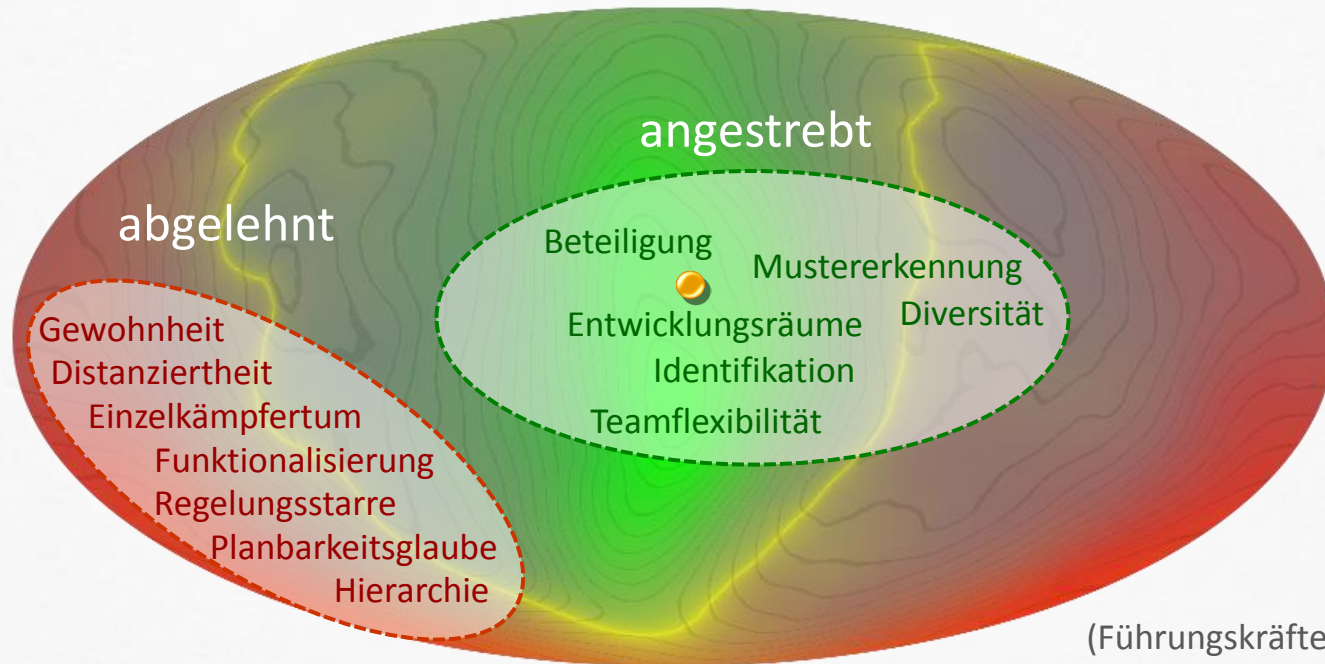 angestrebt
abgelehnt
Beteiligung
Mustererkennung
Diversität
Entwicklungsräume
Identifikation
Teamflexibilität
Gewohnheit
Distanziertheit
Einzelkämpfertum
Funktionalisierung
Regelungsstarre
Planbarkeitsglaube
Hierarchie
(Führungskräfte